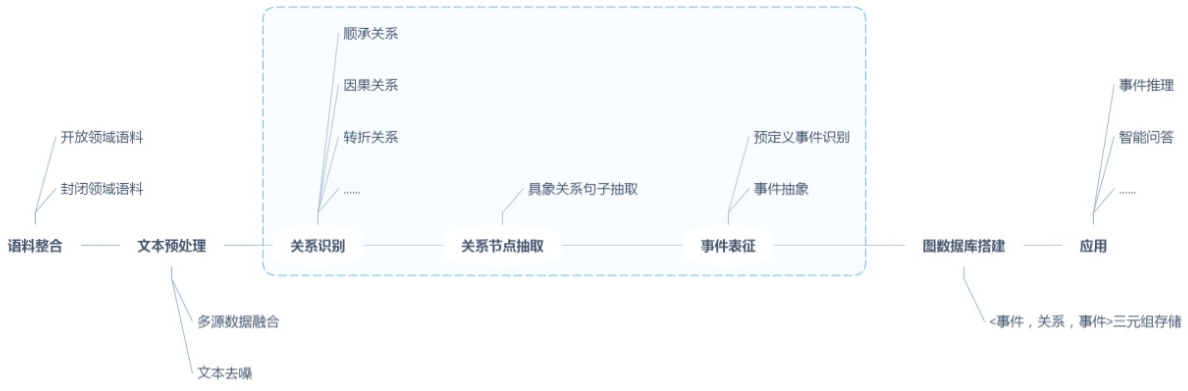 顺承关系
因果关系
事件推理
开放领域语料
转折关系
预定义事件识别
智能问答
封闭领域语料
......
具象关系句子抽取
事件抽象
......
语料整合
文本预处理
关系识别
关系节点抽取
事件表征
图数据库搭建
应用
多源数据融合
<事件，关系，事件>三元组存储
文本去噪